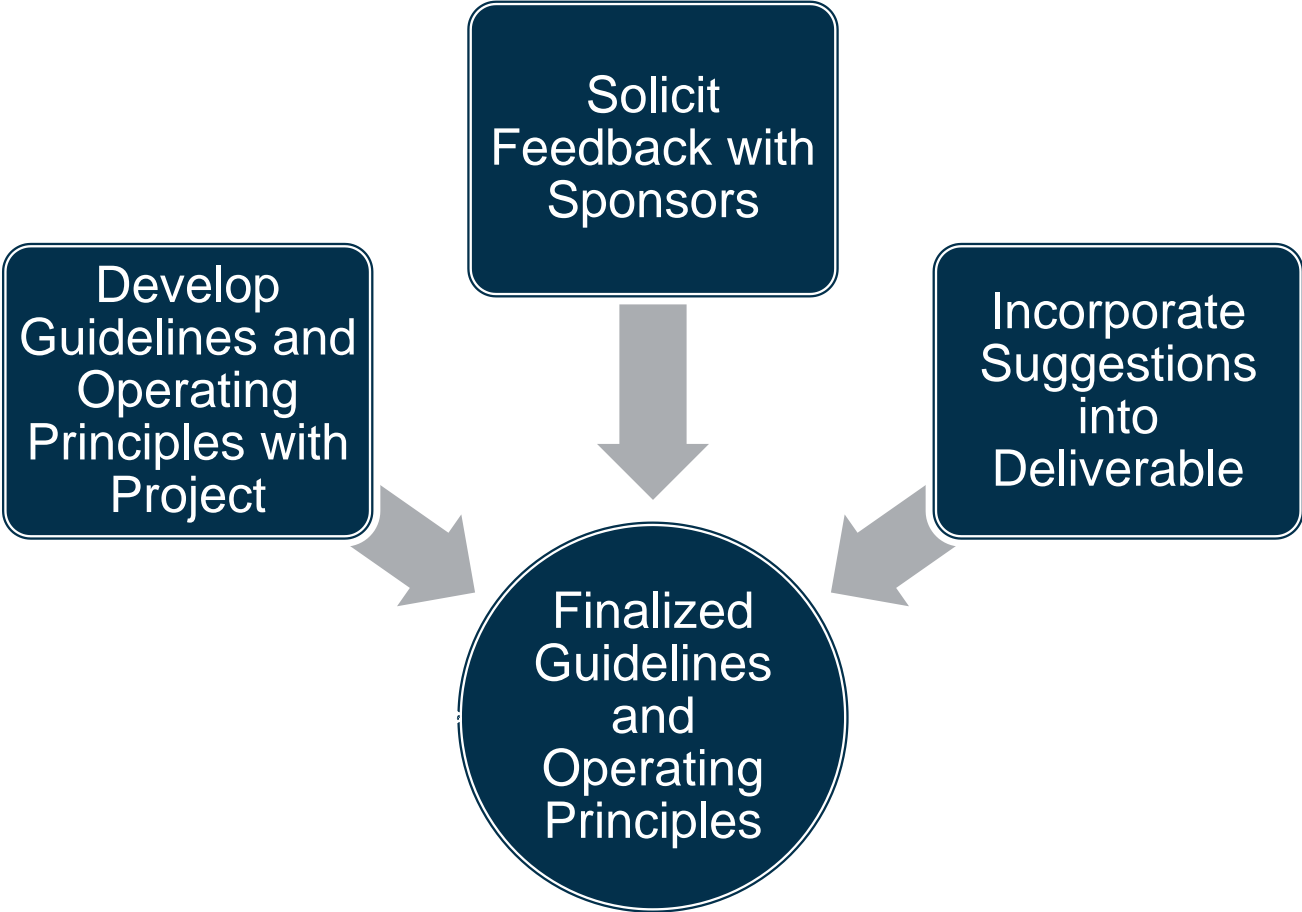 Solicit
Feedback with
Sponsors
Develop
Guidelines and
Operating
Principles with
Project
Incorporate
Suggestions
into
Deliverable
Finalized
Guidelines
and
Operating
Principles